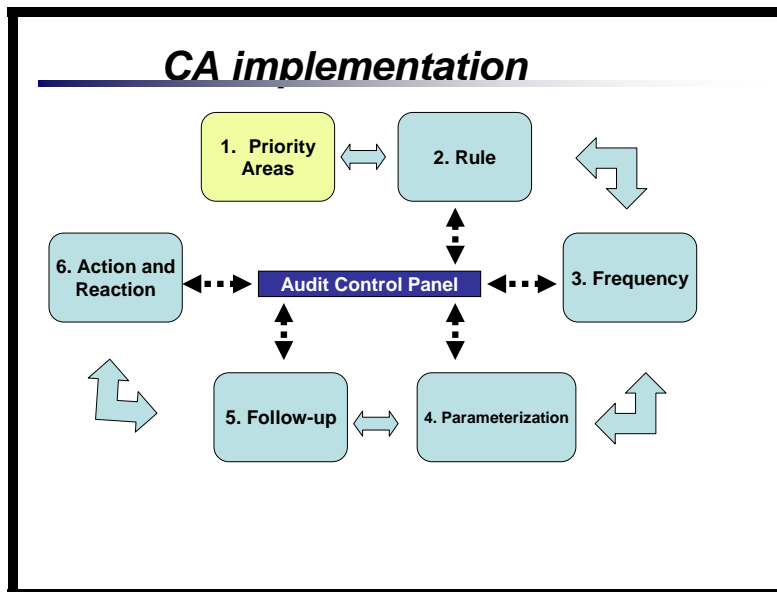 CA implementation
1. Priority
Areas
2. Rule
6. Action and
Reaction
Audit Control Panel
3. Frequency
5. Follow-up
4. Parameterization